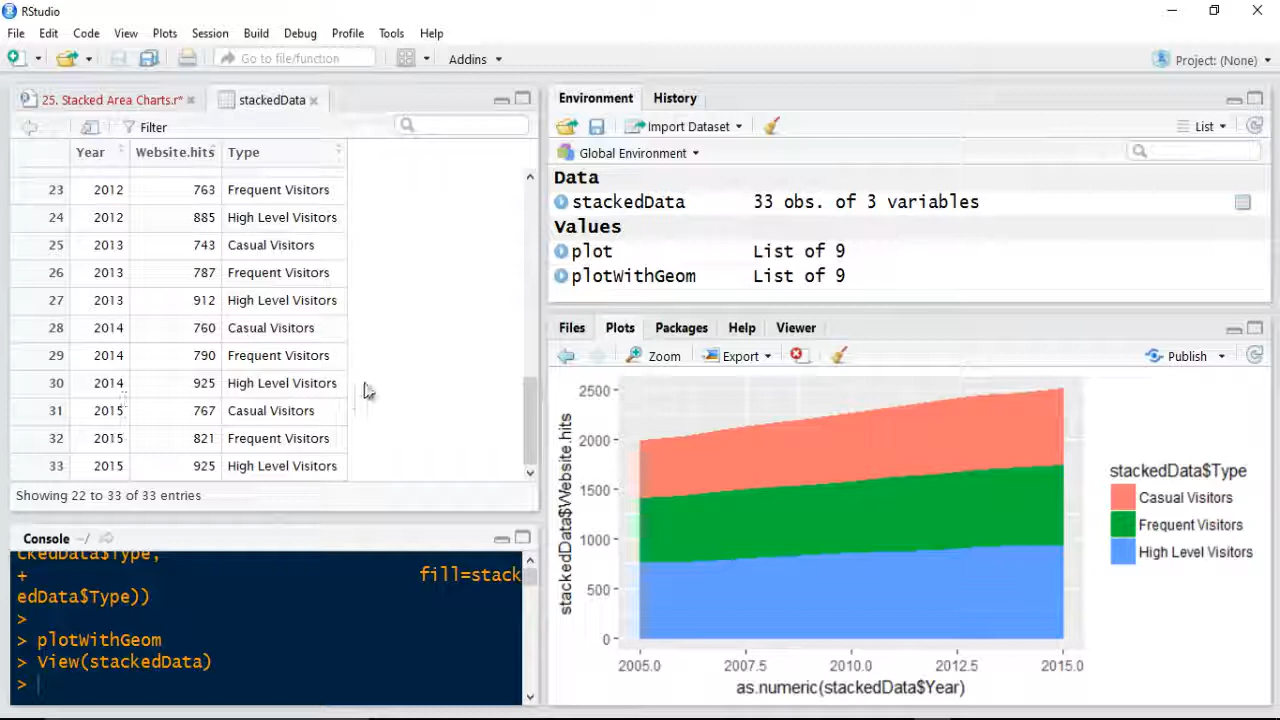 RStudio
File Edit Code View Plots Session Build Debug Profile Tools Help
Go to file/function Addins Project: (None)
25. Stacked Area Charts.r* stackedData
Filter
Year Website.hits Type
23 2012 763 Frequent Visitors
24 2012 885 High Level Visitors
25 2013 743 Casual Visitors
26 2013 787 Frequent Visitors
27 2013 912 High Level Visitors
28 2014 760 Casual Visitors
29 2014 790 Frequent Visitors
30 2014 925 High Level Visitors
31 2015 767 Casual Visitors
32 2015 821 Frequent Visitors
33 2015 925 High Level Visitors
Showing 22 to 33 of 33 entries
Console ~/
ckedData$Type,
+ fill=stack
edData$Type))
>
> plotWithGeom
> View(stackedData)
>
Environment History
Import Dataset List
Global Environment
Data
stackedData 33 obs. of 3 variables
Values
plot List of 9
plotWithGeom List of 9
Files Plots Packages Help Viewer
Zoom Export Publish
2500
2000
1500
1000
500
0
stackedData$Website.hits
2005.0 2007.5 2010.0 2012.5 2015.0
as.numeric(stackedData$Year)
stackedData$Type
Casual Visitors
Frequent Visitors
High Level Visitors